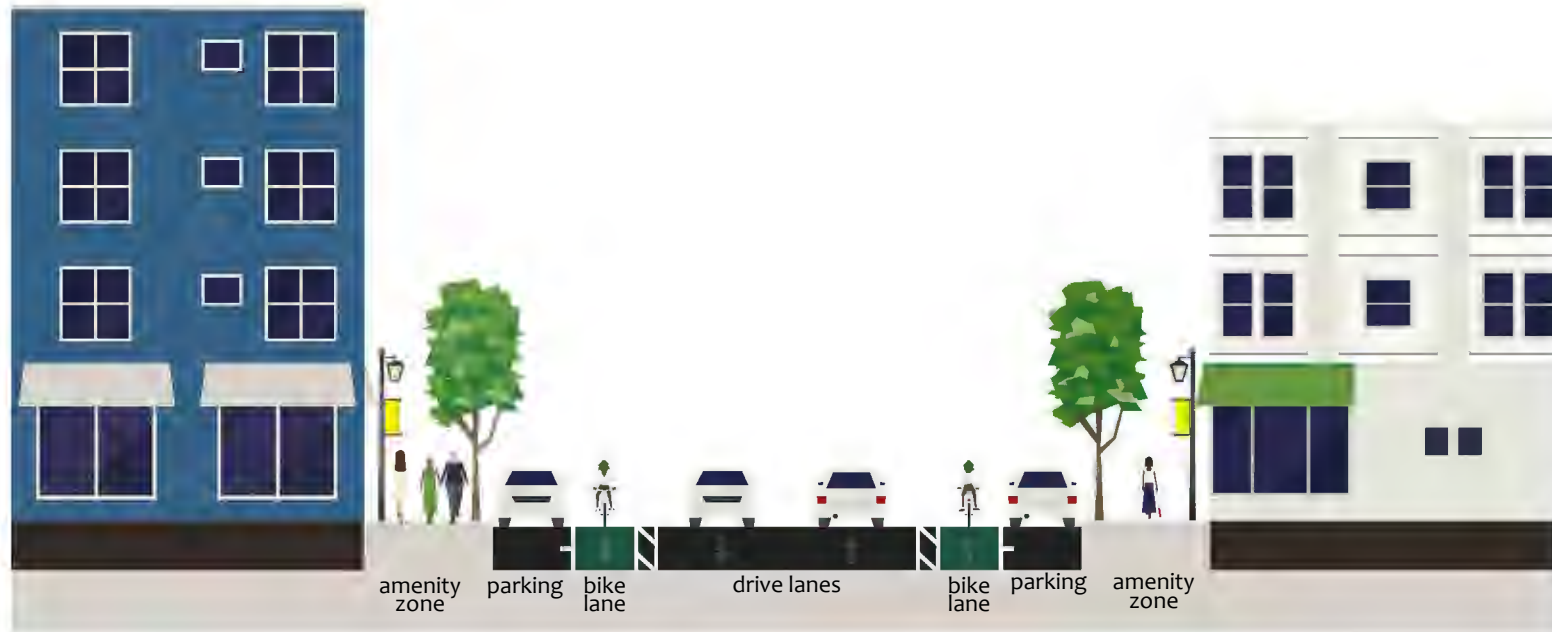 amenity
zone
parking
bike
lane
drive lanes
bike
lane
parking
amenity
zone